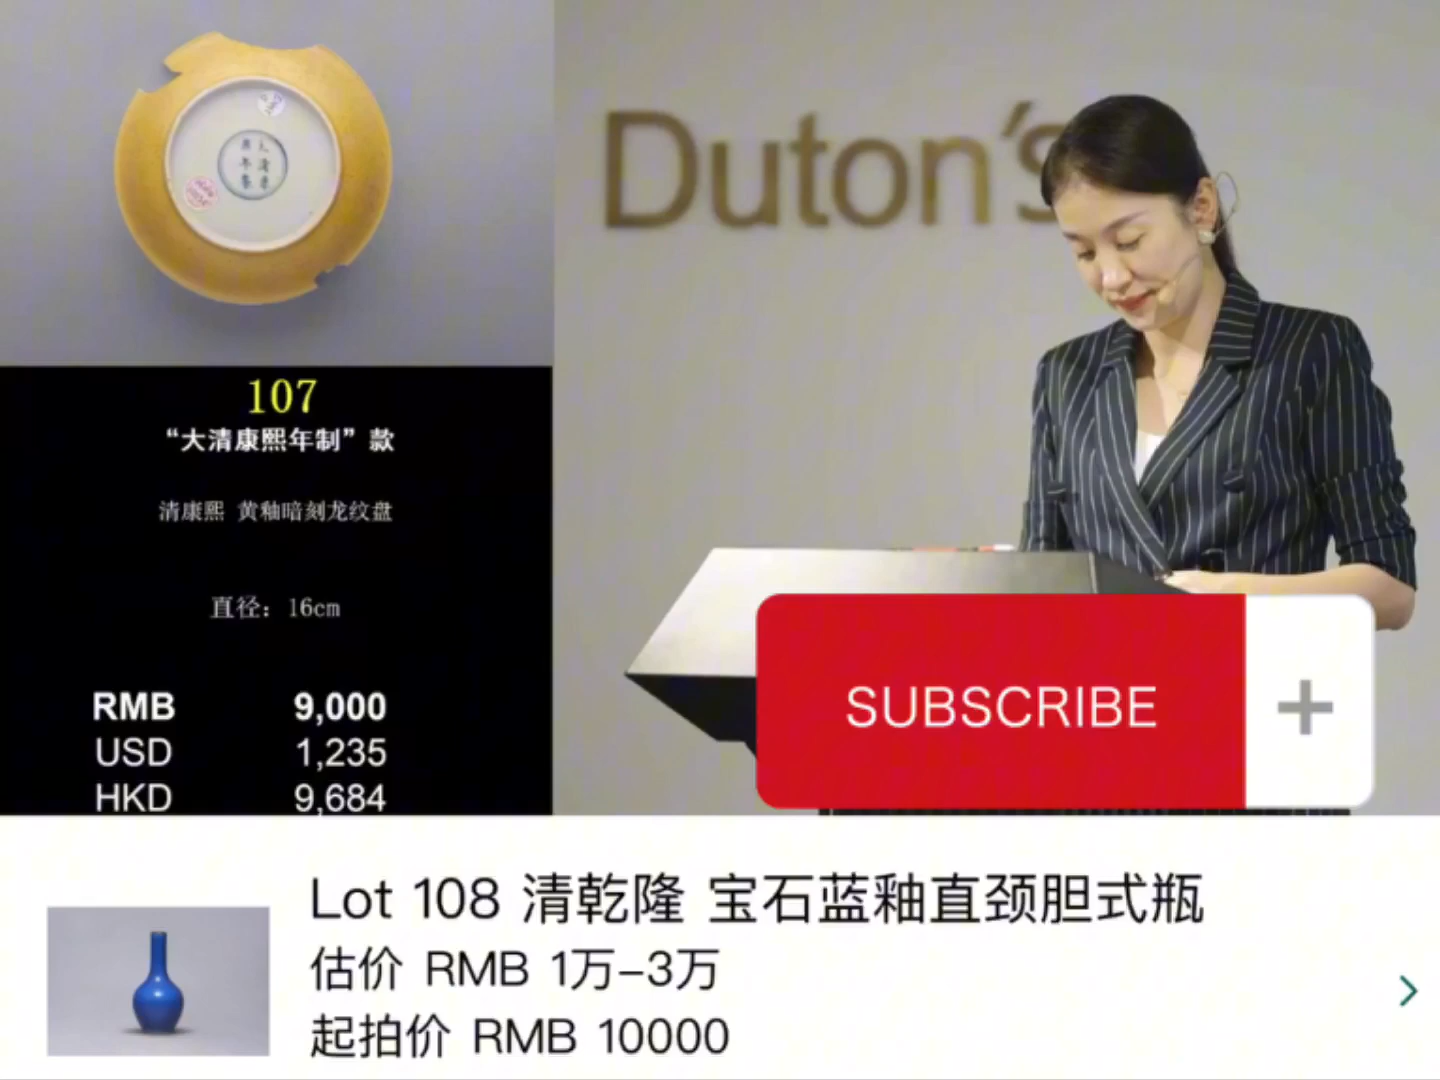 107
“大清康熙年制”款
清康熙 黄釉暗刻龙纹盘
直径：16cm
RMB 9,000
USD 1,235
HKD 9,684
Duton's
SUBSCRIBE
Lot 108 清乾隆 宝石蓝釉直颈胆式瓶
估价 RMB 1万-3万
起拍价 RMB 10000